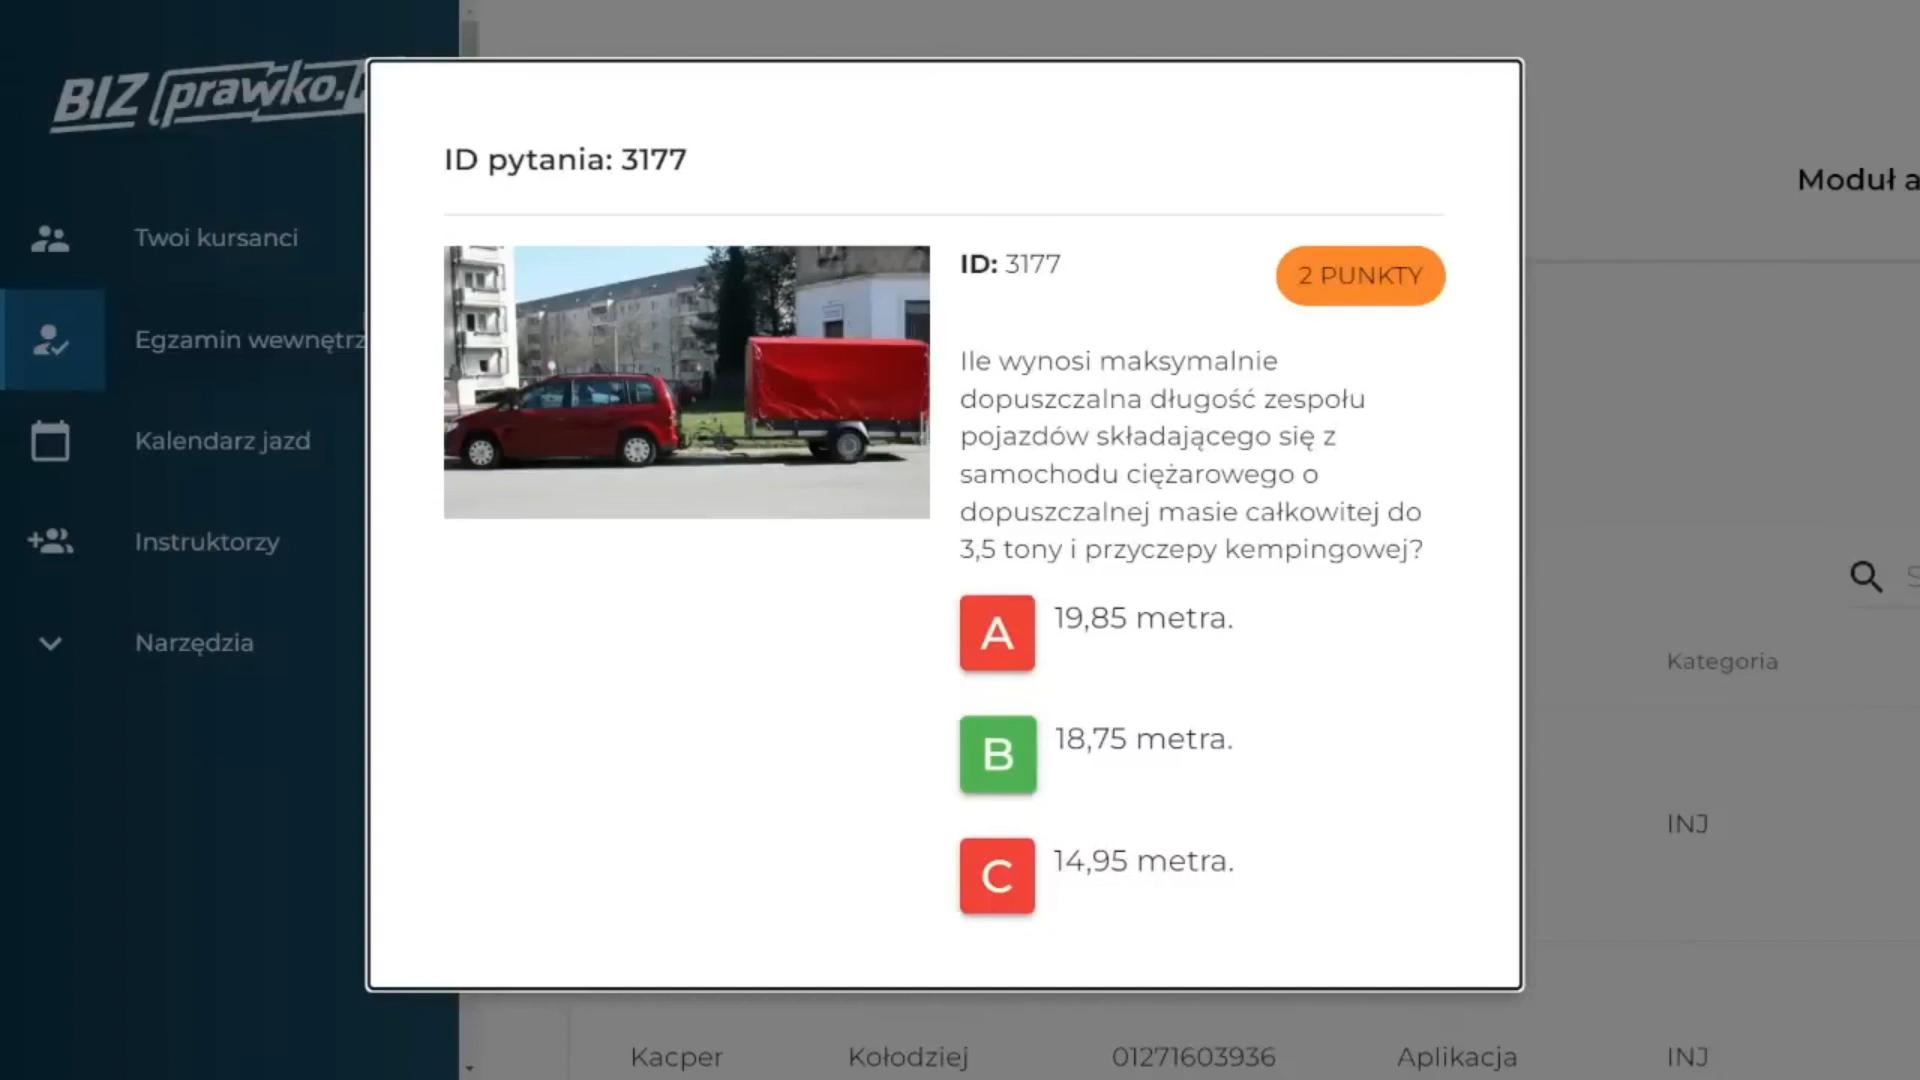 BIZ prawko.
Twoi kursanci
Egzamin wewnętrz
Kalendarz jazd
Instruktorzy
Narzędzia
ID pytania: 3177
ID: 3177
2 PUNKTY
Ile wynosi maksymalnie
dopuszczalna długość zespołu
pojazdów składającego się z
samochodu ciężarowego o
dopuszczalnej masie całkowitej do
3,5 tony i przyczepy kempingowej?
A 19,85 metra.
B 18,75 metra.
C 14,95 metra.
Moduł a
S
Kategoria
INJ
Kacper Kołodziej 01271603936 Aplikacja INJ